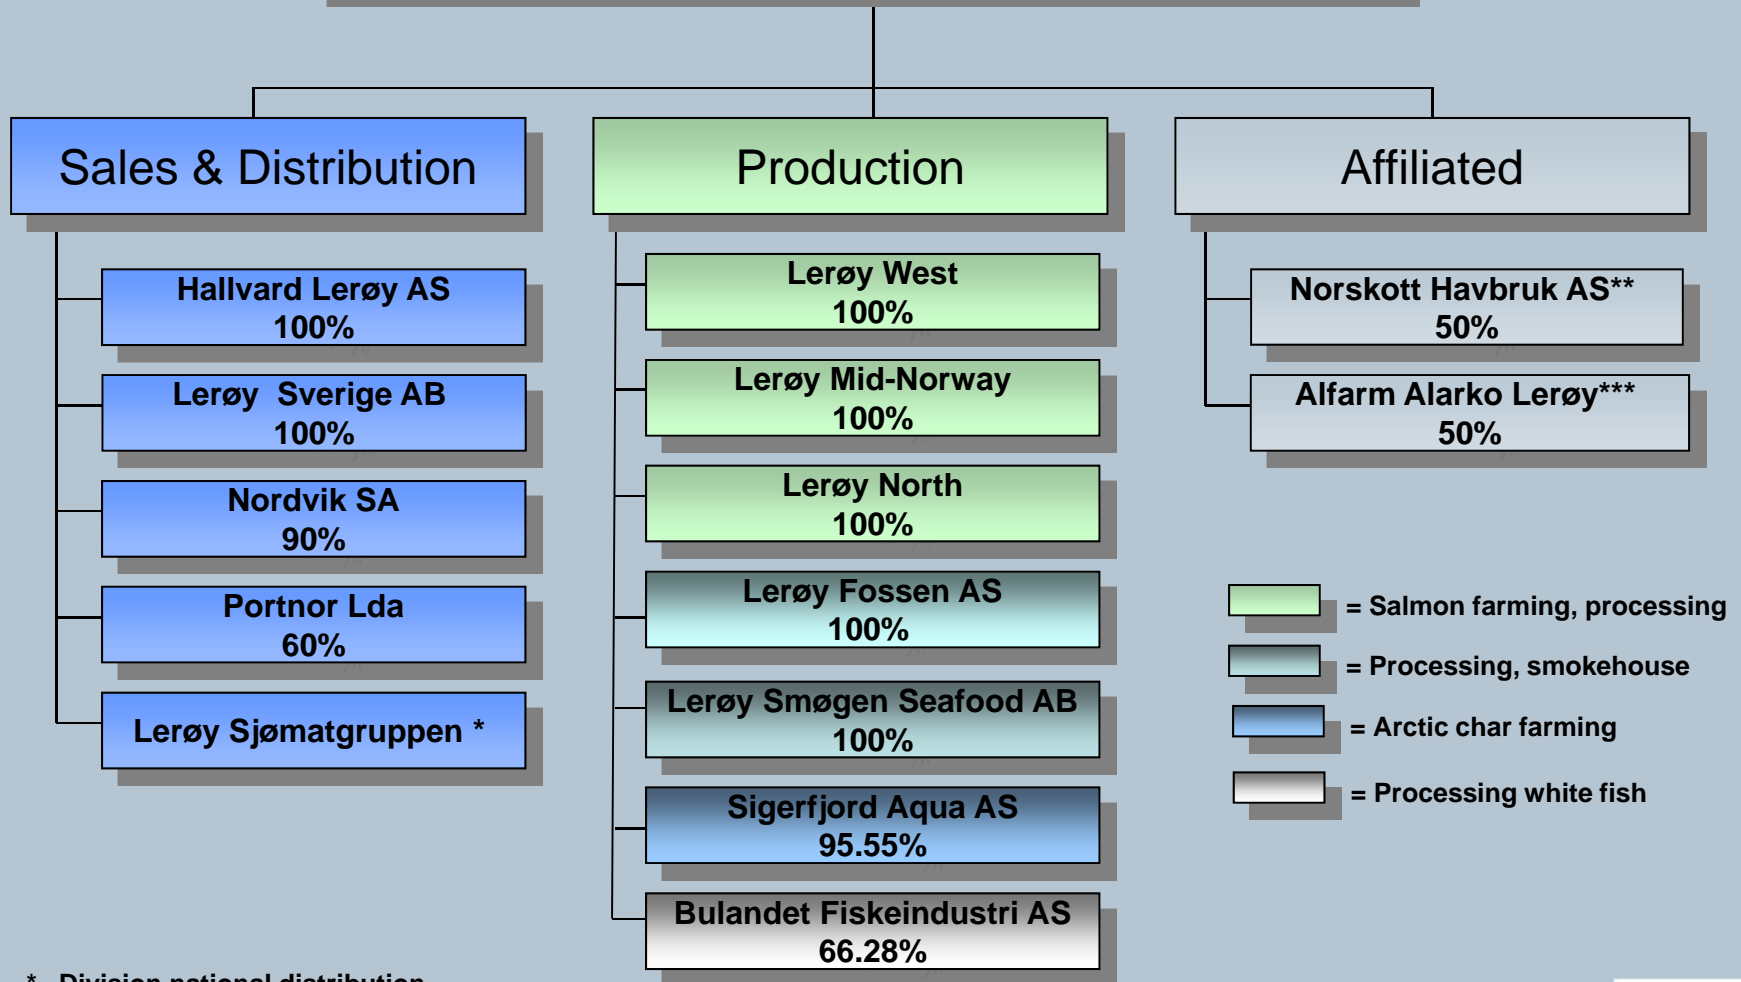 Sales & Distribution
Hallvard Lerøy AS
100%
Lerøy Sverige AB
100%
Nordvik SA
90%
Portnor Lda
60%
Lerøy Sjømatgruppen *
Production
Lerøy West
100%
Lerøy Mid-Norway
100%
Lerøy North
100%
Lerøy Fossen AS
100%
Lerøy Smøgen Seafood AB
100%
Sigerfjord Aqua AS
95.55%
Bulandet Fiskeindustri AS
66.28%
Affiliated
Norskott Havbruk AS**
50%
Alfarm Alarko Lerøy***
50%
= Salmon farming, processing
= Processing, smokehouse
= Arctic char farming
= Processing white fish
* Division national distribution